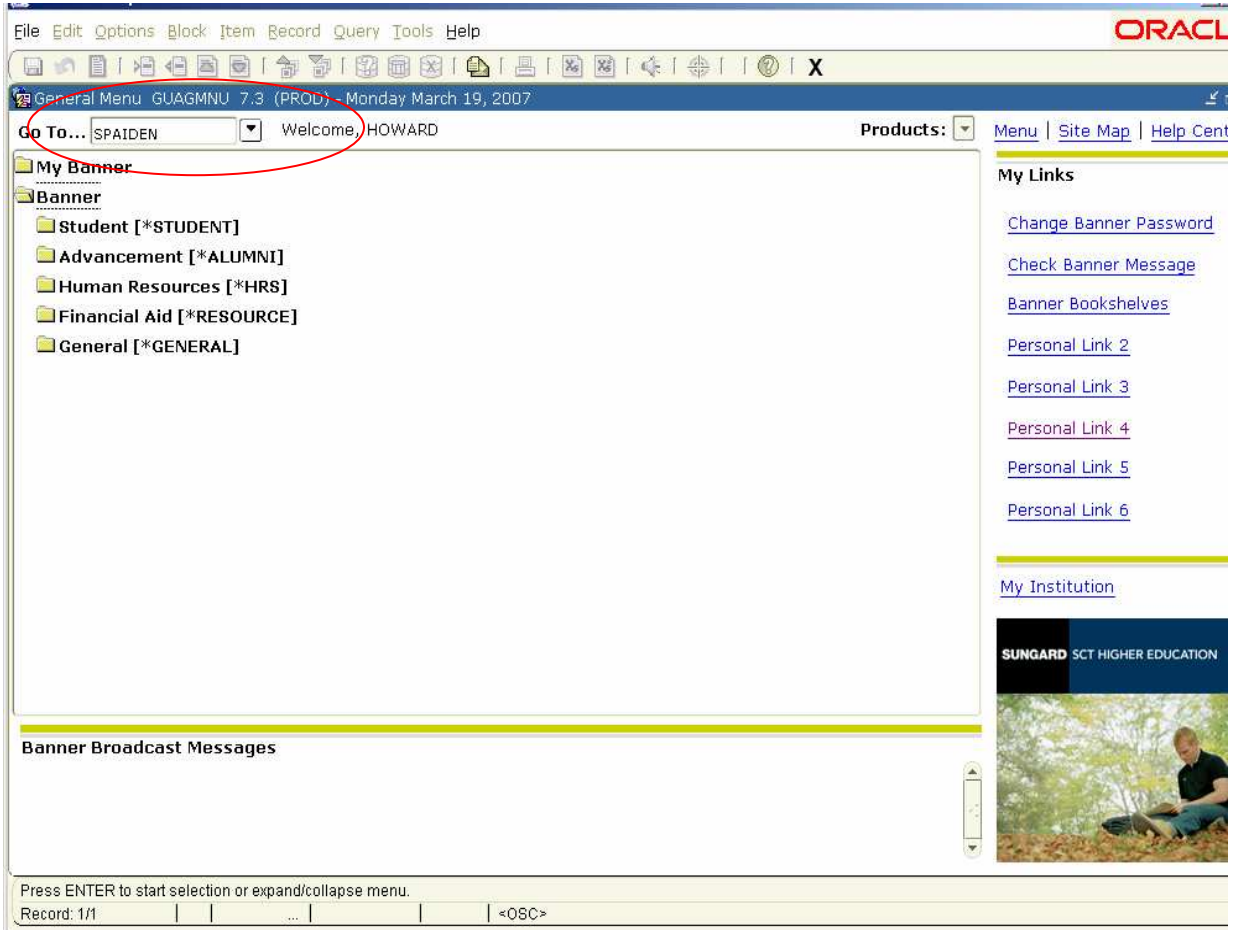 File Edit Options Block Item Record Query Tools Help
ORACL
X
General Menu GUAGMNU 7.3 (PROD) - Monday March 19, 2007
Go To... SPAIDEN Welcome, HOWARD Products: Menu | Site Map | Help Cent
My Banner
Banner
Student [*STUDENT]
Advancement [*ALUMNI]
Human Resources [*HRS]
Financial Aid [*RESOURCE]
General [*GENERAL]
My Links
Change Banner Password
Check Banner Message
Banner Bookshelves
Personal Link 2
Personal Link 3
Personal Link 4
Personal Link 5
Personal Link 6
My Institution
SUNGARD SCT HIGHER EDUCATION
Banner Broadcast Messages
Press ENTER to start selection or expand/collapse menu.
Record: 1/1 ... <OSC>